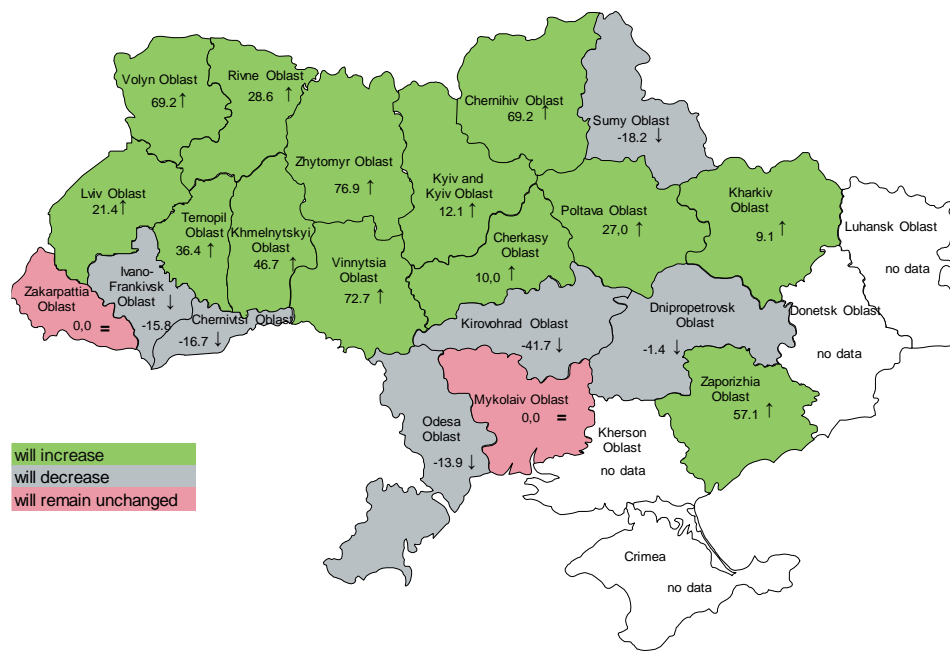 Volyn Oblast
69.2 ↑
Rivne Oblast
28.6 ↑
Zhytomyr Oblast
76.9 ↑
Kyiv and
Kyiv Oblast
12.1 ↑
Chernihiv Oblast
69.2 ↑
Sumy Oblast
-18.2 ↓
Lviv Oblast
21.4 ↑
Ternopil
Oblast
36.4 ↑
Khmelnytskyi
Oblast
46.7 ↑
Vinnytsia
Oblast
72.7 ↑
Cherkasy
Oblast
10,0 ↑
Poltava Oblast
27,0 ↑
Kharkiv
Oblast
9.1 ↑
Luhansk Oblast
no data
Zakarpattia
Oblast
0,0 =
Ivano-
Frankivsk
Oblast ↓
-15.8
Chernivtsi Oblast
-16.7 ↓
Kirovohrad Oblast
-41.7 ↓
Dnipropetrovsk
Oblast
-1.4 ↓
Donetsk Oblast
no data
Zaporizhia
Oblast
57.1 ↑
Mykolaiv Oblast
0,0 =
Odesa
Oblast
-13.9 ↓
Kherson
Oblast
no data
Crimea
no data
will increase
will decrease
will remain unchanged